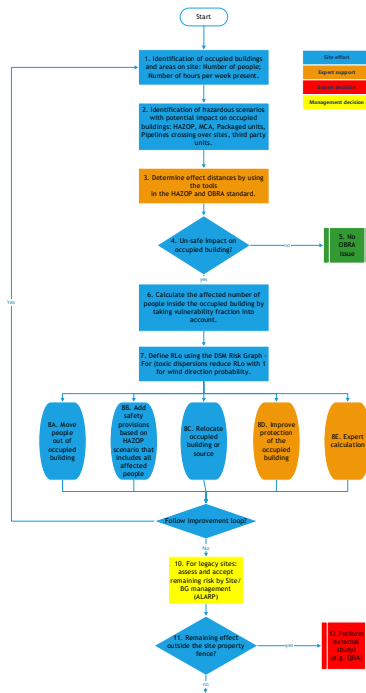 Start
1. Identification of occupied buildings
and areas on site: Number of people;
Number of hours per week present.
Site effort
Expert support
Management decision
2. Identification of hazardous scenarios
with potential impact on occupied
buildings: HAZOP, MCA, Packaged units,
Pipelines crossing over sites, third party
units.
3. Determine effect distances by using
the tools
in the HAZOP and OBRA standard.
4. Un-safe impact on
occupied building?
no
5. No
OBRA
Issue
yes
6. Calculate the affected number of
people inside the occupied building by
taking vulnerability fraction into
account.
Yes
7. Define RLo using the DSM Risk Graph -
For (toxic dispersions reduce RLo with 1
for wind direction probability.
8A. Move
people
out of
occupied
building
8B. Add
safety
provisions
based on
HAZOP
scenario that
includes all
affected
people
8C. Relocate
occupied
building or
source
8D. Improve
protection
of the
occupied
building
8E. Expert
calculation
Follow improvement loop?
No
10. For legacy sites:
assess and accept
remaining risk by Site/
BG management
(ALARP)
11. Remaining effect
outside the site property
fence?
yes
12. Perform
external
study?
(e.g. QRA)
no